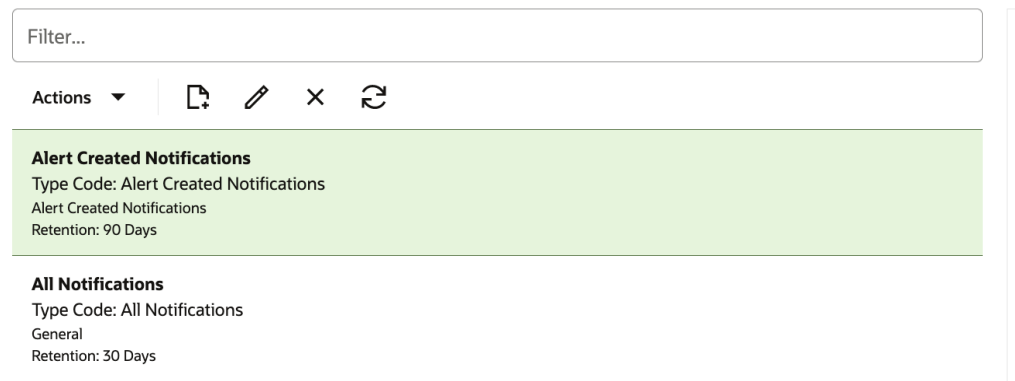 Filter...
Actions
Alert Created Notifications
Type Code: Alert Created Notifications
Alert Created Notifications
Retention: 90 Days
All Notifications
Type Code: All Notifications
General
Retention: 30 Days